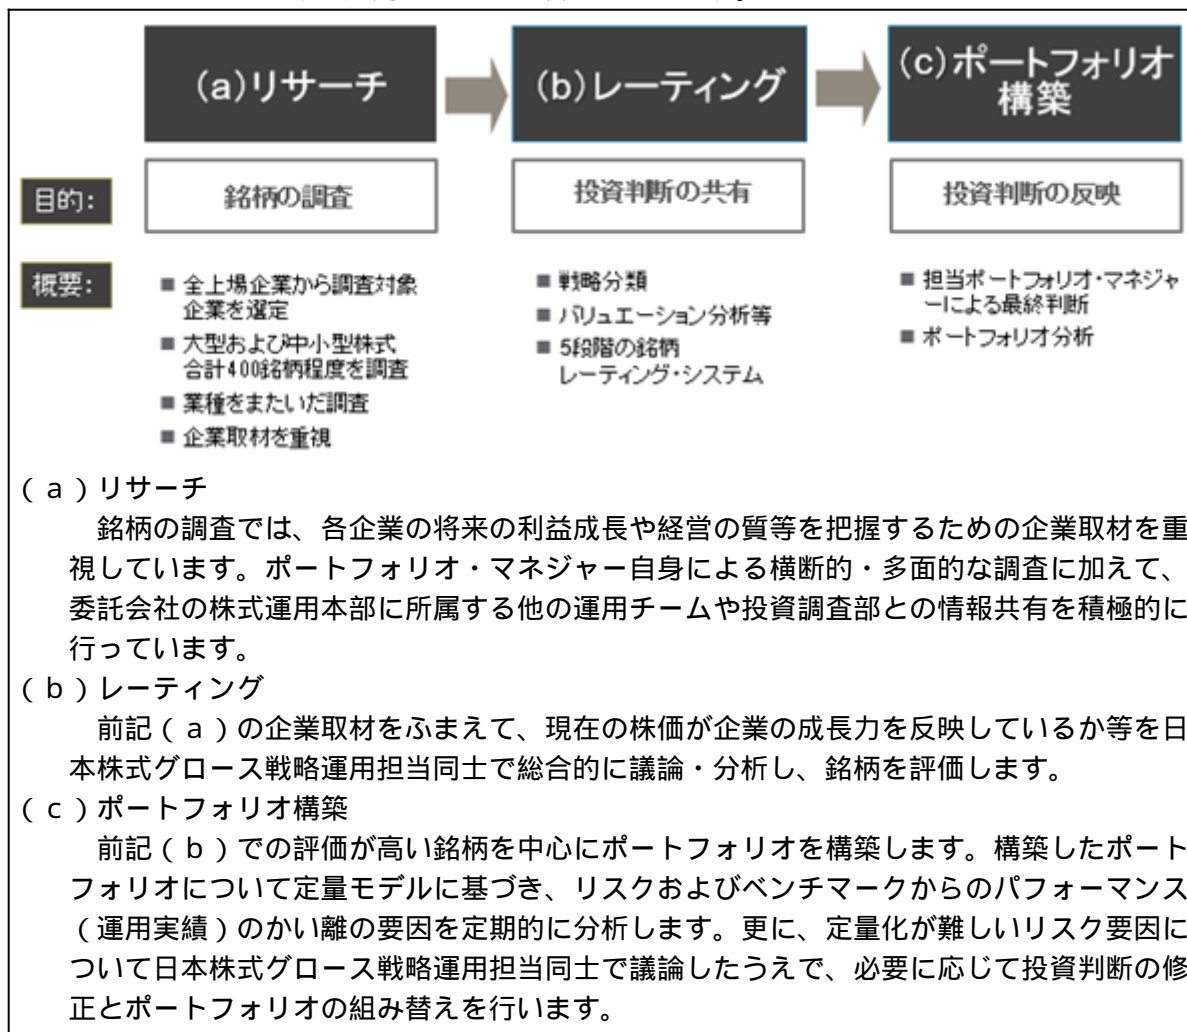 (a)リサーチ
(b)レーティング
(c)ポートフォリオ
構築
目的:
銘柄の調査
投資判断の共有
投資判断の反映
概要:
■ 全上場企業から調査対象
企業を選定
■ 大型および中小型株式
合計400銘柄程度を調査
■ 業種をまたいだ調査
■ 企業取材を重視
■ 戦略分類
■ バリュエーション分析等
■ 5段階の銘柄
レーティング・システム
■ 担当ポートフォリオ・マネジャ
ーによる最終判断
■ ポートフォリオ分析
(a)リサーチ
銘柄の調査では、各企業の将来の利益成長や経営の質等を把握するための企業取材を重
視しています。ポートフォリオ・マネジャー自身による横断的・多面的な調査に加えて、
委託会社の株式運用本部に所属する他の運用チームや投資調査部との情報共有を積極的に
行っています。
(b)レーティング
前記(a)の企業取材をふまえて、現在の株価が企業の成長力を反映しているか等を日
本株式グロース戦略運用担当同士で総合的に議論・分析し、銘柄を評価します。
(c)ポートフォリオ構築
前記(b)での評価が高い銘柄を中心にポートフォリオを構築します。構築したポート
フォリオについて定量モデルに基づき、リスクおよびベンチマークからのパフォーマンス
(運用実績)のかい離の要因を定期的に分析します。更に、定量化が難しいリスク要因に
ついて日本株式グロース戦略運用担当同士で議論したうえで、必要に応じて投資判断の修
正とポートフォリオの組み替えを行います。